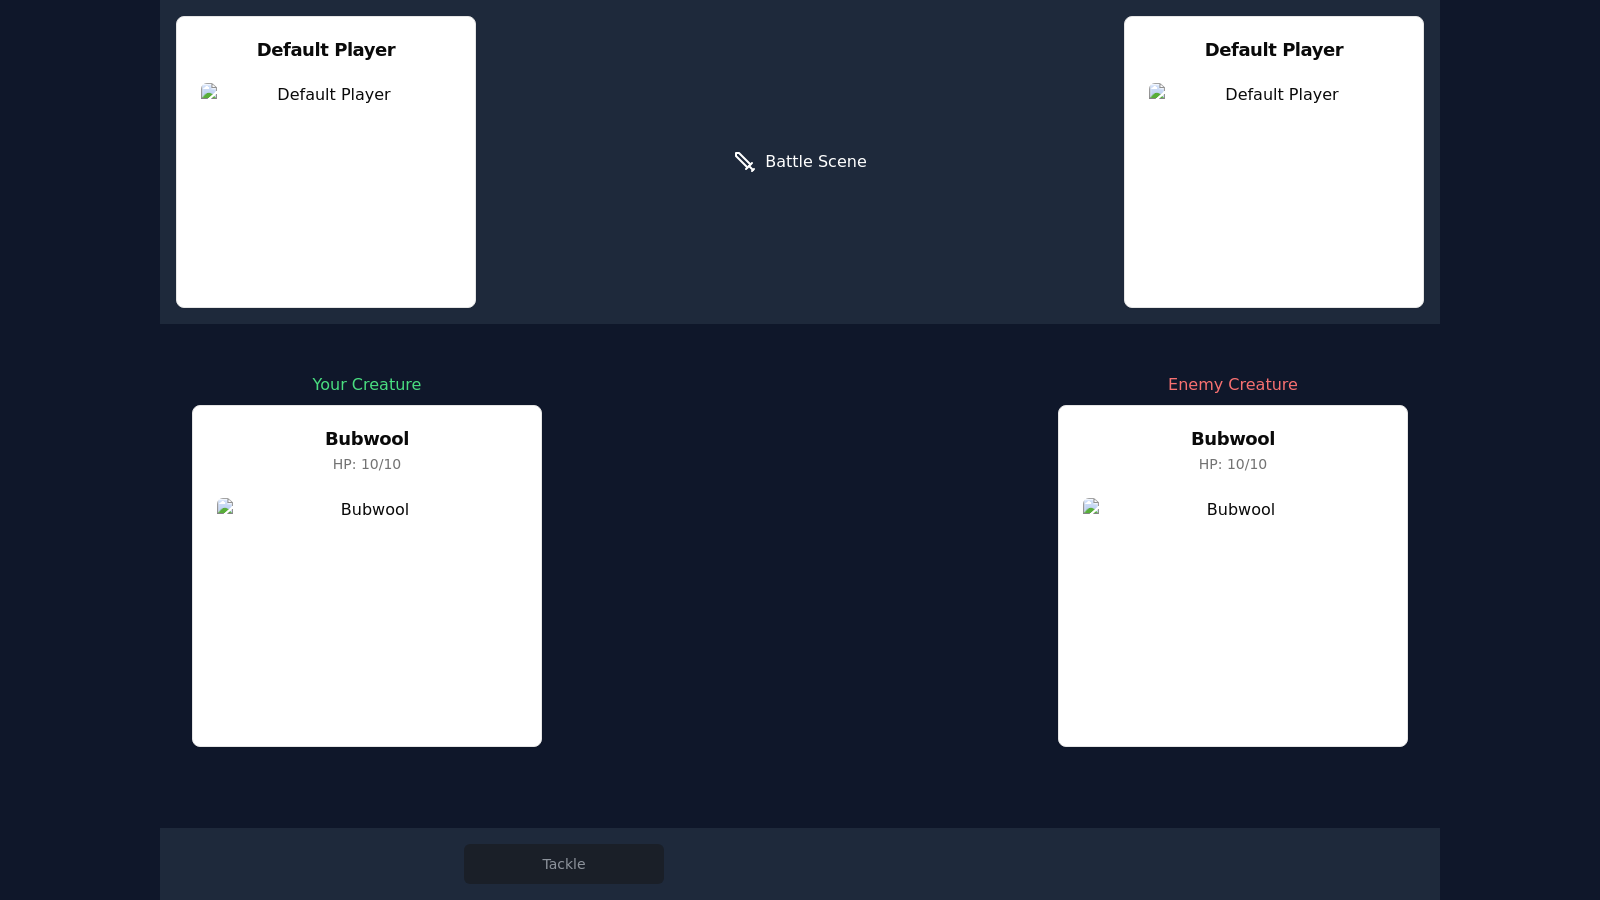 Default Player
Default Player
Battle Scene
Default Player
Default Player
Your Creature
Bubwool
HP: 10/10
Bubwool
Enemy Creature
Bubwool
HP: 10/10
Bubwool
Tackle